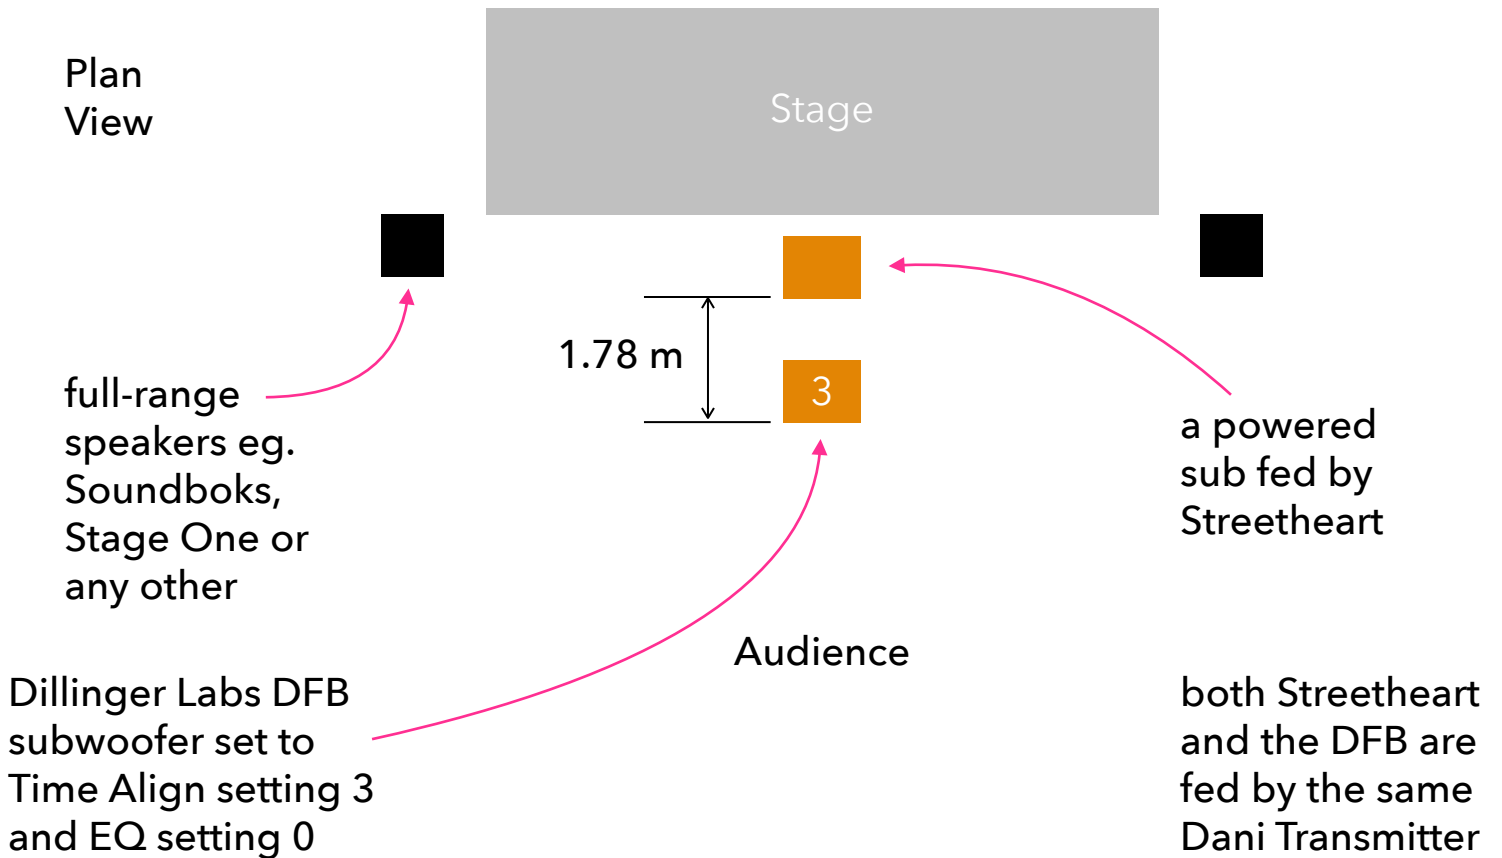 Plan
View
Stage
1.78 m
3
full-range
speakers eg.
Soundboks,
Stage One or
any other
a powered
sub fed by
Streetheart
Audience
Dillinger Labs DFB
subwoofer set to
Time Align setting 3
and EQ setting 0
both Streetheart
and the DFB are
fed by the same
Dani Transmitter